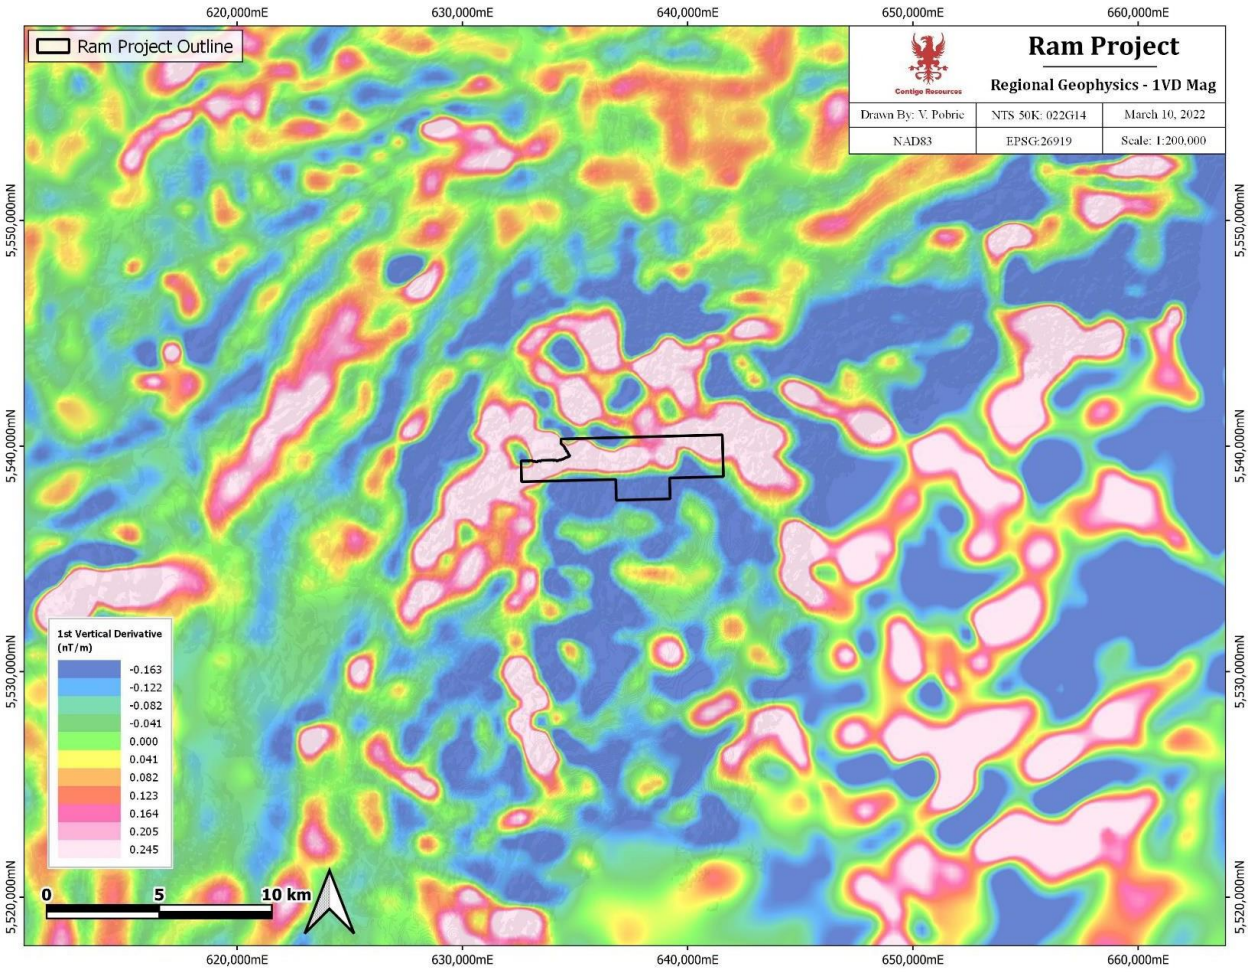 620,000mE 630,000mE 640,000mE 650,000mE 660,000mE
Ram Project Outline
Contigo Resources
Ram Project
Regional Geophysics - 1VD Mag
Drawn By: V. Pobric NTS 50K: 022G14 March 10, 2022
NAD83 EPSG:26919 Scale: 1:200,000
5,550,000mN 5,550,000mN
5,540,000mN 5,540,000mN
5,530,000mN 5,530,000mN
5,520,000mN 5,520,000mN
1st Vertical Derivative
(nT/m)
-0.163
-0.122
-0.082
-0.041
0.000
0.041
0.082
0.123
0.164
0.205
0.245
0 5 10 km
620,000mE 630,000mE 640,000mE 650,000mE 660,000mE